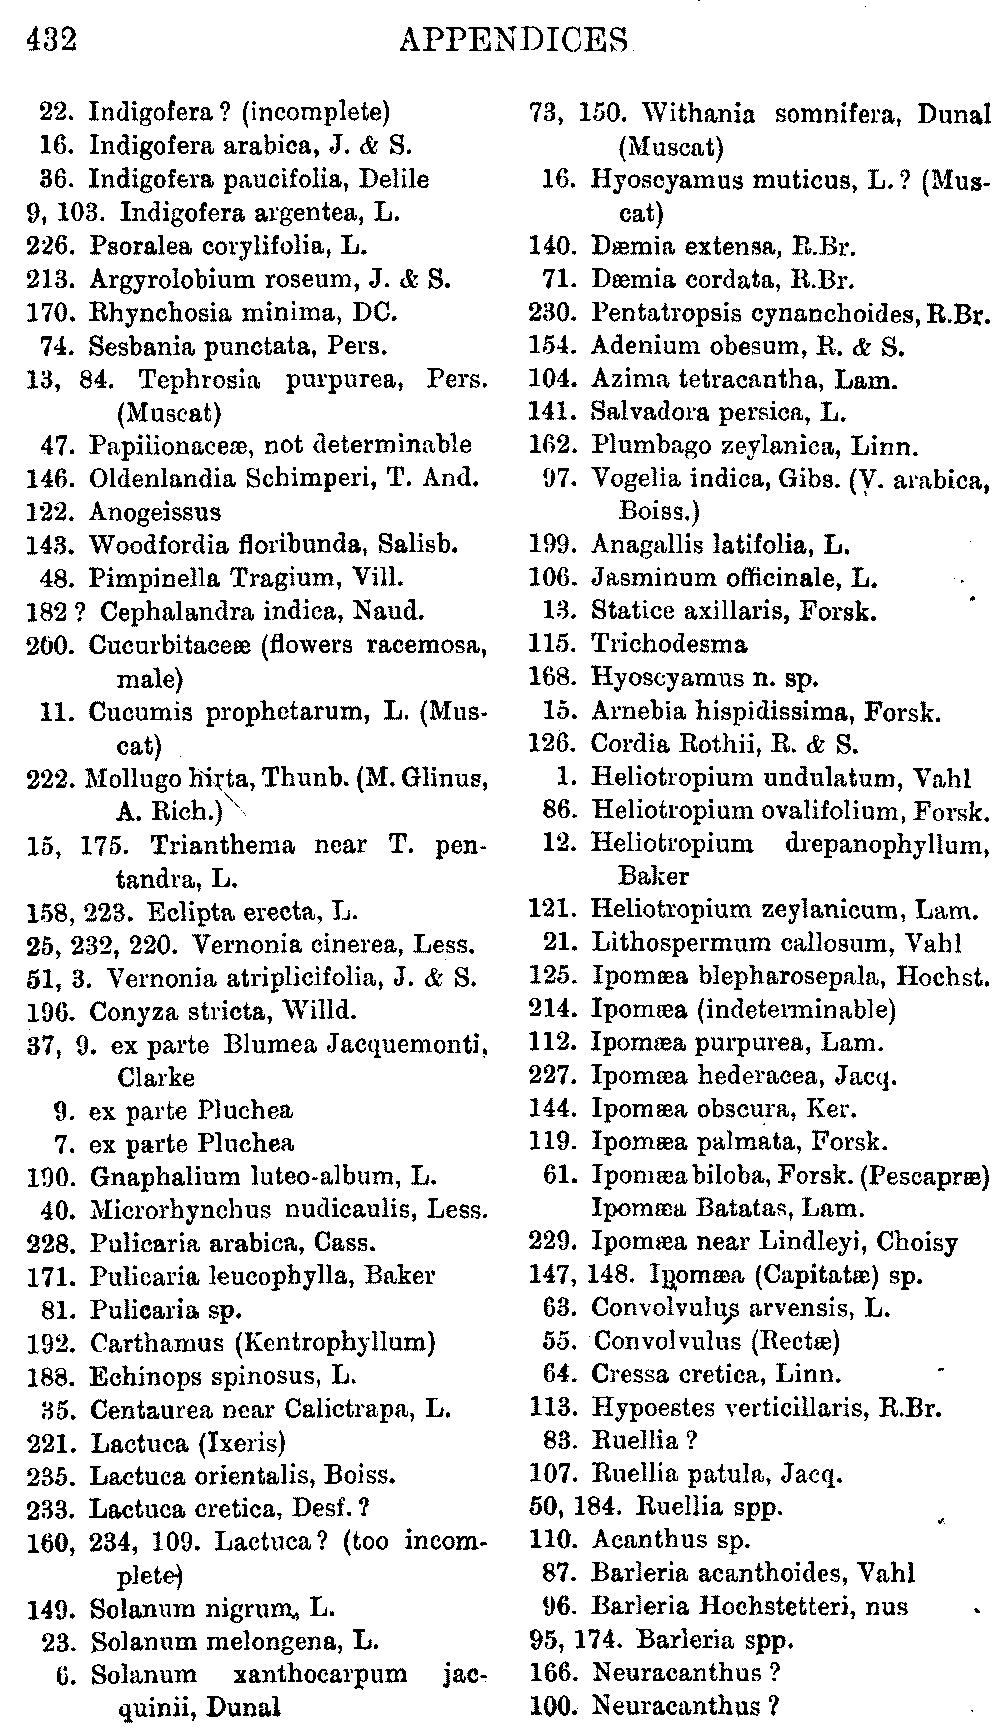 432 APPENDICES
22. Indigofera? (incomplete)
16. Indigofera arabica, J. & S.
36. Indigofera paucifolia, Delile
9, 103. Indigofera argentea, L.
226. Psoralea corylifolia, L.
213. Argyrolobium roseum, J. & S.
170. Rhynchosia minima, DC.
74. Sesbania punctata, Pers.
13, 84. Tephrosia purpurea, Pers.
(Muscat)
47. Papilionaceæ, not determinable
146. Oldenlandia Schimperi, T. And.
122. Anogeissus
143. Woodfordia floribunda, Salisb.
48. Pimpinella Tragium, Vill.
182? Cephalandra indica, Naud.
200. Cucurbitaceæ (flowers racemosa,
male)
11. Cucumis prophetarum, L. (Mus-
cat)
222. Mollugo hirta, Thunb. (M. Glinus,
A. Rich.)
15, 175. Trianthema near T. pen-
tandra, L.
158, 223. Eclipta erecta, L.
25, 232, 220. Vernonia cinerea, Less.
51, 3. Vernonia atriplicifolia, J. & S.
196. Conyza stricta, Willd.
37, 9. ex parte Blumea Jacquemonti,
Clarke
9. ex parte Pluchea
7. ex parte Pluchea
190. Gnaphalium luteo-album, L.
40. Microrhynchus nudicaulis, Less.
228. Pulicaria arabica, Cass.
171. Pulicaria leucophylla, Baker
81. Pulicaria sp.
192. Carthamus (Kentrophyllum)
188. Echinops spinosus, L.
35. Centaurea near Calictrapa, L.
221. Lactuca (Ixeris)
235. Lactuca orientalis, Boiss.
233. Lactuca cretica, Desf.?
160, 234, 109. Lactuca? (too incom-
plete)
149. Solanum nigrum, L.
23. Solanum melongena, L.
6. Solanum xanthocarpum jac-
quinii, Dunal
73, 150. Withania somnifera, Dunal
(Muscat)
16. Hyoscyamus muticus, L.? (Mus-
cat)
140. Dæmia extensa, R.Br.
71. Dæmia cordata, R.Br.
230. Pentatropsis cynanchoides, R.Br.
154. Adenium obesum, R. & S.
104. Azima tetracantha, Lam.
141. Salvadora persica, L.
162. Plumbago zeylanica, Linn.
97. Vogelia indica, Gibs. (V. arabica,
Boiss.)
199. Anagallis latifolia, L.
106. Jasminum officinale, L.
13. Statice axillaris, Forsk.
115. Trichodesma
168. Hyoscyamus n. sp.
15. Arnebia hispidissima, Forsk.
126. Cordia Rothii, R. & S.
1. Heliotropium undulatum, Vahl
86. Heliotropium ovalifolium, Forsk.
12. Heliotropium drepanophyllum,
Baker
121. Heliotropium zeylanicum, Lam.
21. Lithospermum callosum, Vahl
125. Ipomæa blepharosepala, Hochst.
214. Ipomæa (indeterminable)
112. Ipomæa purpurea, Lam.
227. Ipomæa hederacea, Jacq.
144. Ipomæa obscura, Ker.
119. Ipomæa palmata, Forsk.
61. Ipomæa biloba, Forsk. (Pescapræ)
Ipomæa Batatas, Lam.
229. Ipomæa near Lindleyi, Choisy
147, 148. Ipomæa (Capitatæ) sp.
63. Convolvulus arvensis, L.
55. Convolvulus (Rectæ)
64. Cressa cretica, Linn.
113. Hypoestes verticillaris, R.Br.
83. Ruellia?
107. Ruellia patula, Jacq.
50, 184. Ruellia spp.
110. Acanthus sp.
87. Barleria acanthoides, Vahl
96. Barleria Hochstetteri, nus
95, 174. Barleria spp.
166. Neuracanthus?
100. Neuracanthus?